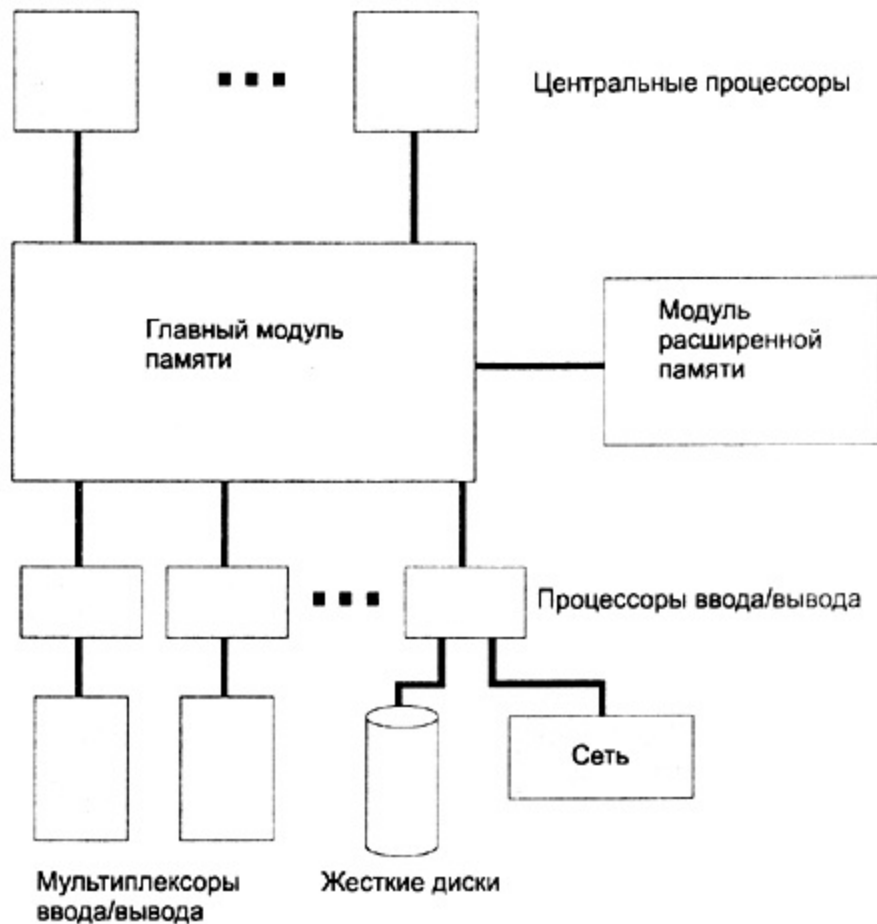 Центральные процессоры
Главный модуль
памяти
Модуль
расширенной
памяти
Процессоры ввода/вывода
Сеть
Мультиплексоры
ввода/вывода
Жесткие диски